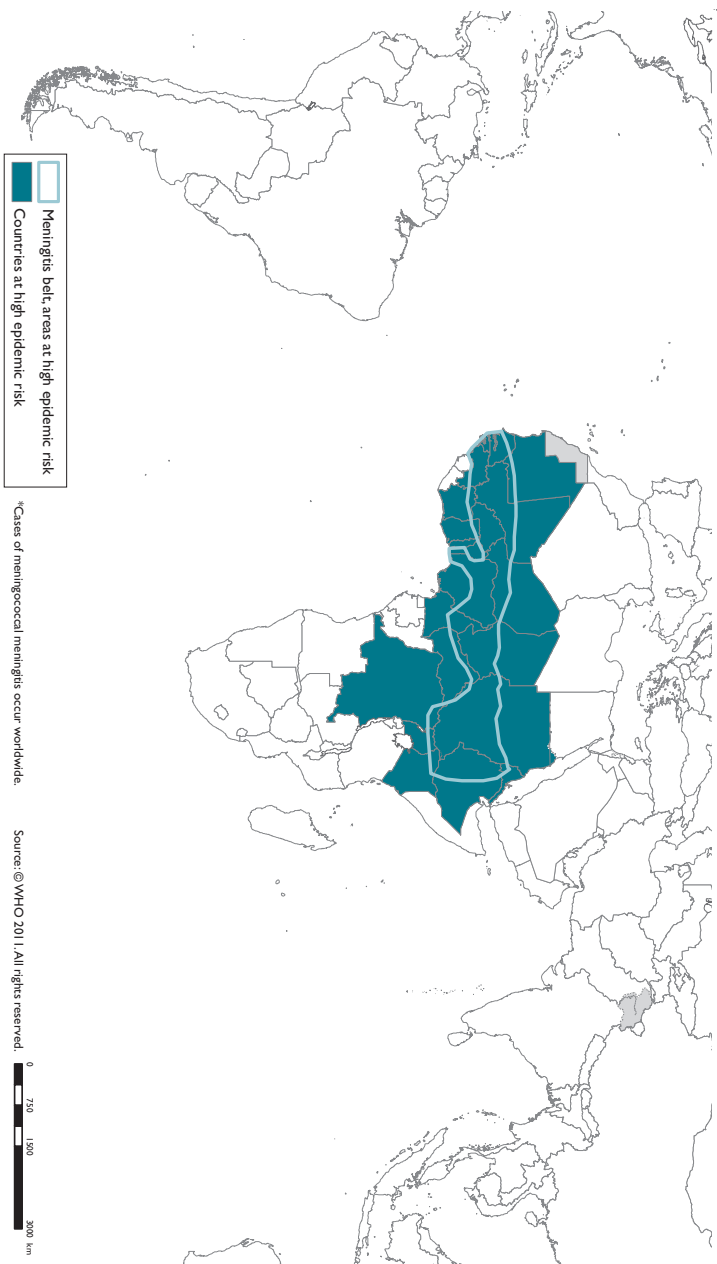 Meningitis belt, areas at high epidemic risk
Countries at high epidemic risk
*Cases of meningococcal meningitis occur worldwide.
Source: © WHO 2011. All rights reserved.
0 750 1500 3000 km